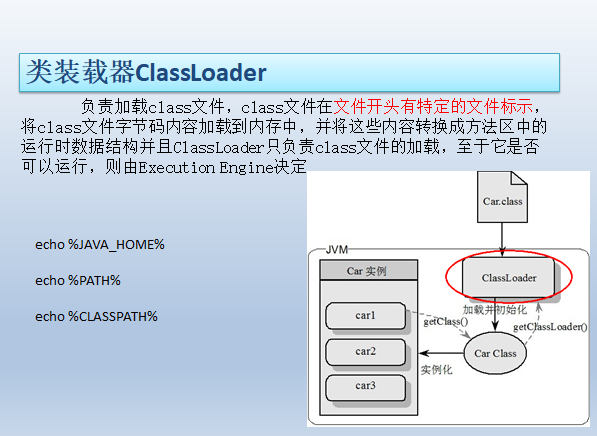 类装载器ClassLoader
负责加载class文件，class文件在文件开头有特定的文件标示，
将class文件字节码内容加载到内存中，并将这些内容转换成方法区中的
运行时数据结构并且ClassLoader只负责class文件的加载，至于它是否
可以运行，则由Execution Engine决定
echo %JAVA_HOME%
echo %PATH%
echo %CLASSPATH%
Car.class
JVM
Car 实例
ClassLoader
加载并初始化
car1
getClass()
getClassLoader()
car2
Car Class
实例化
car3